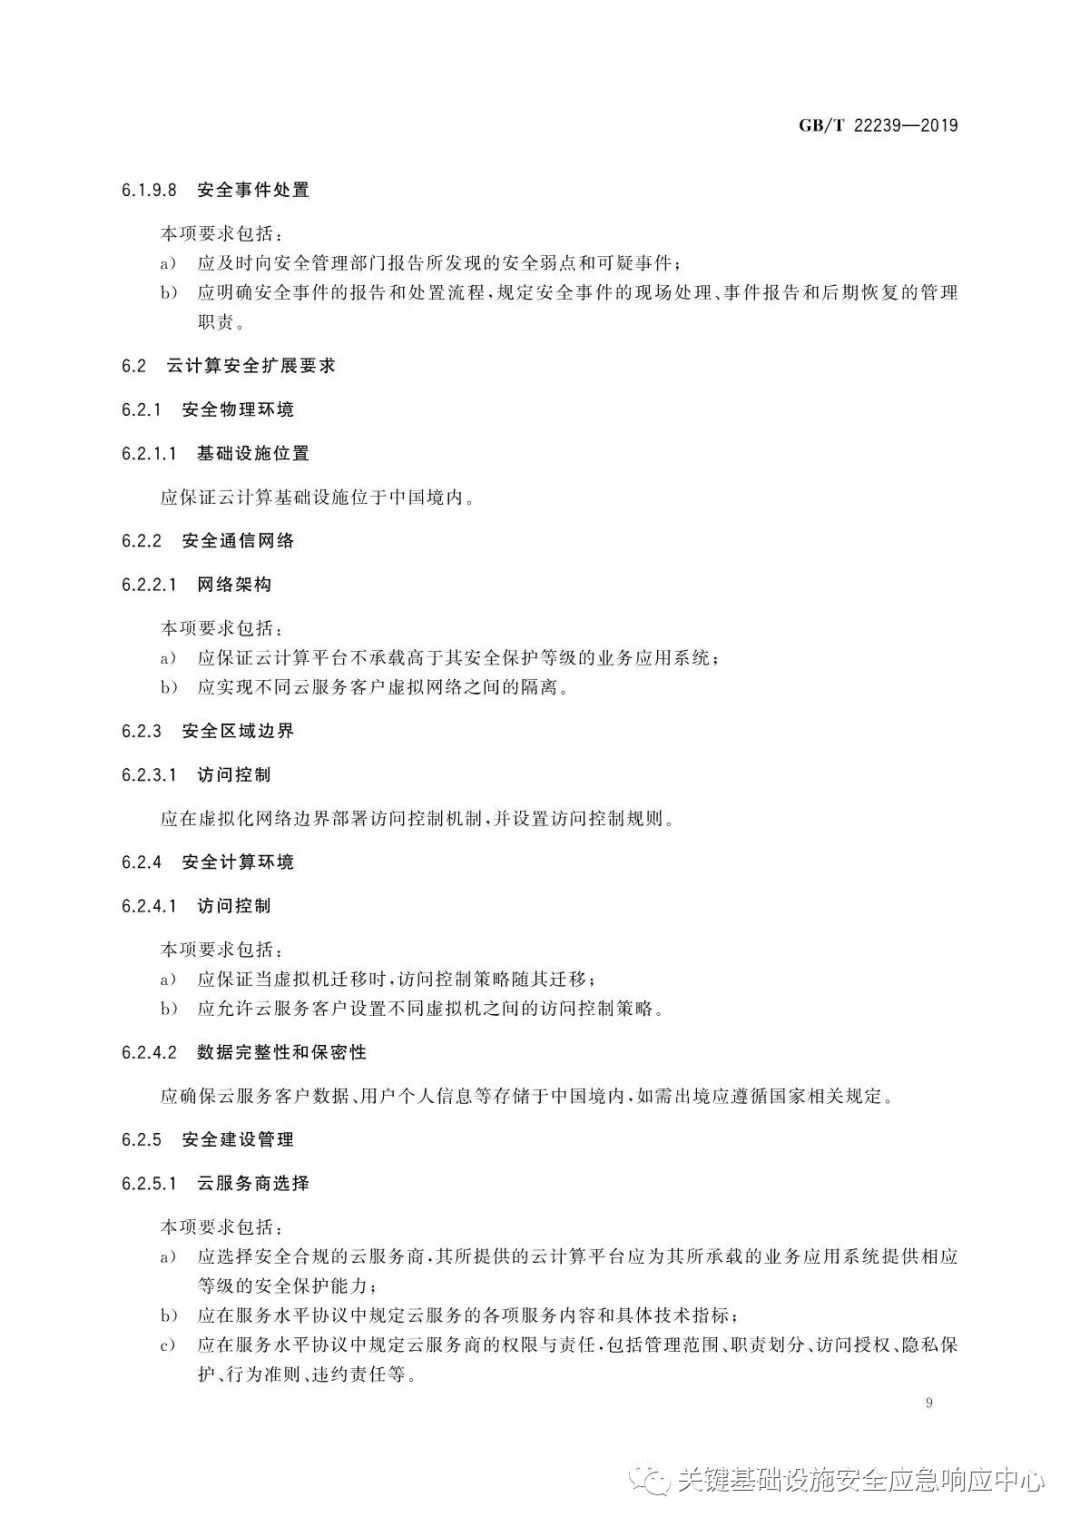 GB/T 22239—2019
6.1.9.8 安全事件处置
本项要求包括:
a) 应及时向安全管理部门报告所发现的安全弱点和可疑事件;
b) 应明确安全事件的报告和处置流程,规定安全事件的现场处理、事件报告和后期恢复的管理
职责。
6.2 云计算安全扩展要求
6.2.1 安全物理环境
6.2.1.1 基础设施位置
应保证云计算基础设施位于中国境内。
6.2.2 安全通信网络
6.2.2.1 网络架构
本项要求包括:
a) 应保证云计算平台不承载高于其安全保护等级的业务应用系统;
b) 应实现不同云服务客户虚拟网络之间的隔离。
6.2.3 安全区域边界
6.2.3.1 访问控制
应在虚拟化网络边界部署访问控制机制,并设置访问控制规则。
6.2.4 安全计算环境
6.2.4.1 访问控制
本项要求包括:
a) 应保证当虚拟机迁移时,访问控制策略随其迁移;
b) 应允许云服务客户设置不同虚拟机之间的访问控制策略。
6.2.4.2 数据完整性和保密性
应确保云服务客户数据、用户个人信息等存储于中国境内,如需出境应遵循国家相关规定。
6.2.5 安全建设管理
6.2.5.1 云服务商选择
本项要求包括:
a) 应选择安全合规的云服务商,其所提供的云计算平台应为其所承载的业务应用系统提供相应
等级的安全保护能力;
b) 应在服务水平协议中规定云服务的各项服务内容和具体技术指标;
c) 应在服务水平协议中规定云服务商的权限与责任,包括管理范围、职责划分、访问授权、隐私保
护、行为准则、违约责任等。
9
关键基础设施安全应急响应中心